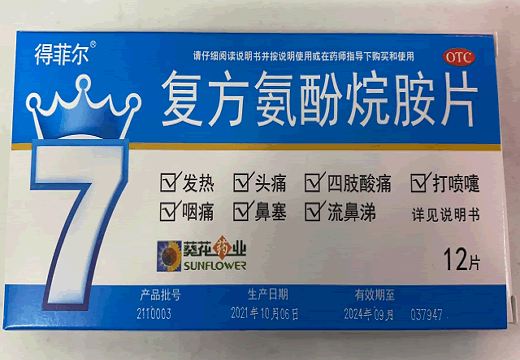 得菲尔®
请仔细阅读说明书并按说明使用或在药师指导下购买和使用
OTC
复方氨酚烷胺片
7
发热 头痛 四肢酸痛 打喷嚏
咽痛 鼻塞 流鼻涕 详见说明书
葵花药业
SUNFLOWER
12片
产品批号 生产日期 有效期至
2110003 2021年10月06日 2024年09月 037947